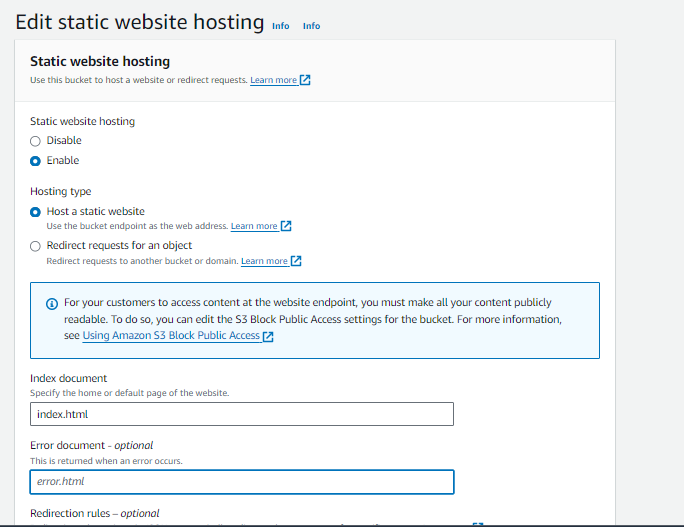 Edit static website hosting Info Info
Static website hosting
Use this bucket to host a website or redirect requests. Learn more
Static website hosting
Disable
Enable
Hosting type
Host a static website
Use the bucket endpoint as the web address. Learn more
Redirect requests for an object
Redirect requests to another bucket or domain. Learn more
For your customers to access content at the website endpoint, you must make all your content publicly
readable. To do so, you can edit the S3 Block Public Access settings for the bucket. For more information,
see Using Amazon S3 Block Public Access
Index document
Specify the home or default page of the website.
index.html
Error document - optional
This is returned when an error occurs.
error.html
Redirection rules – optional